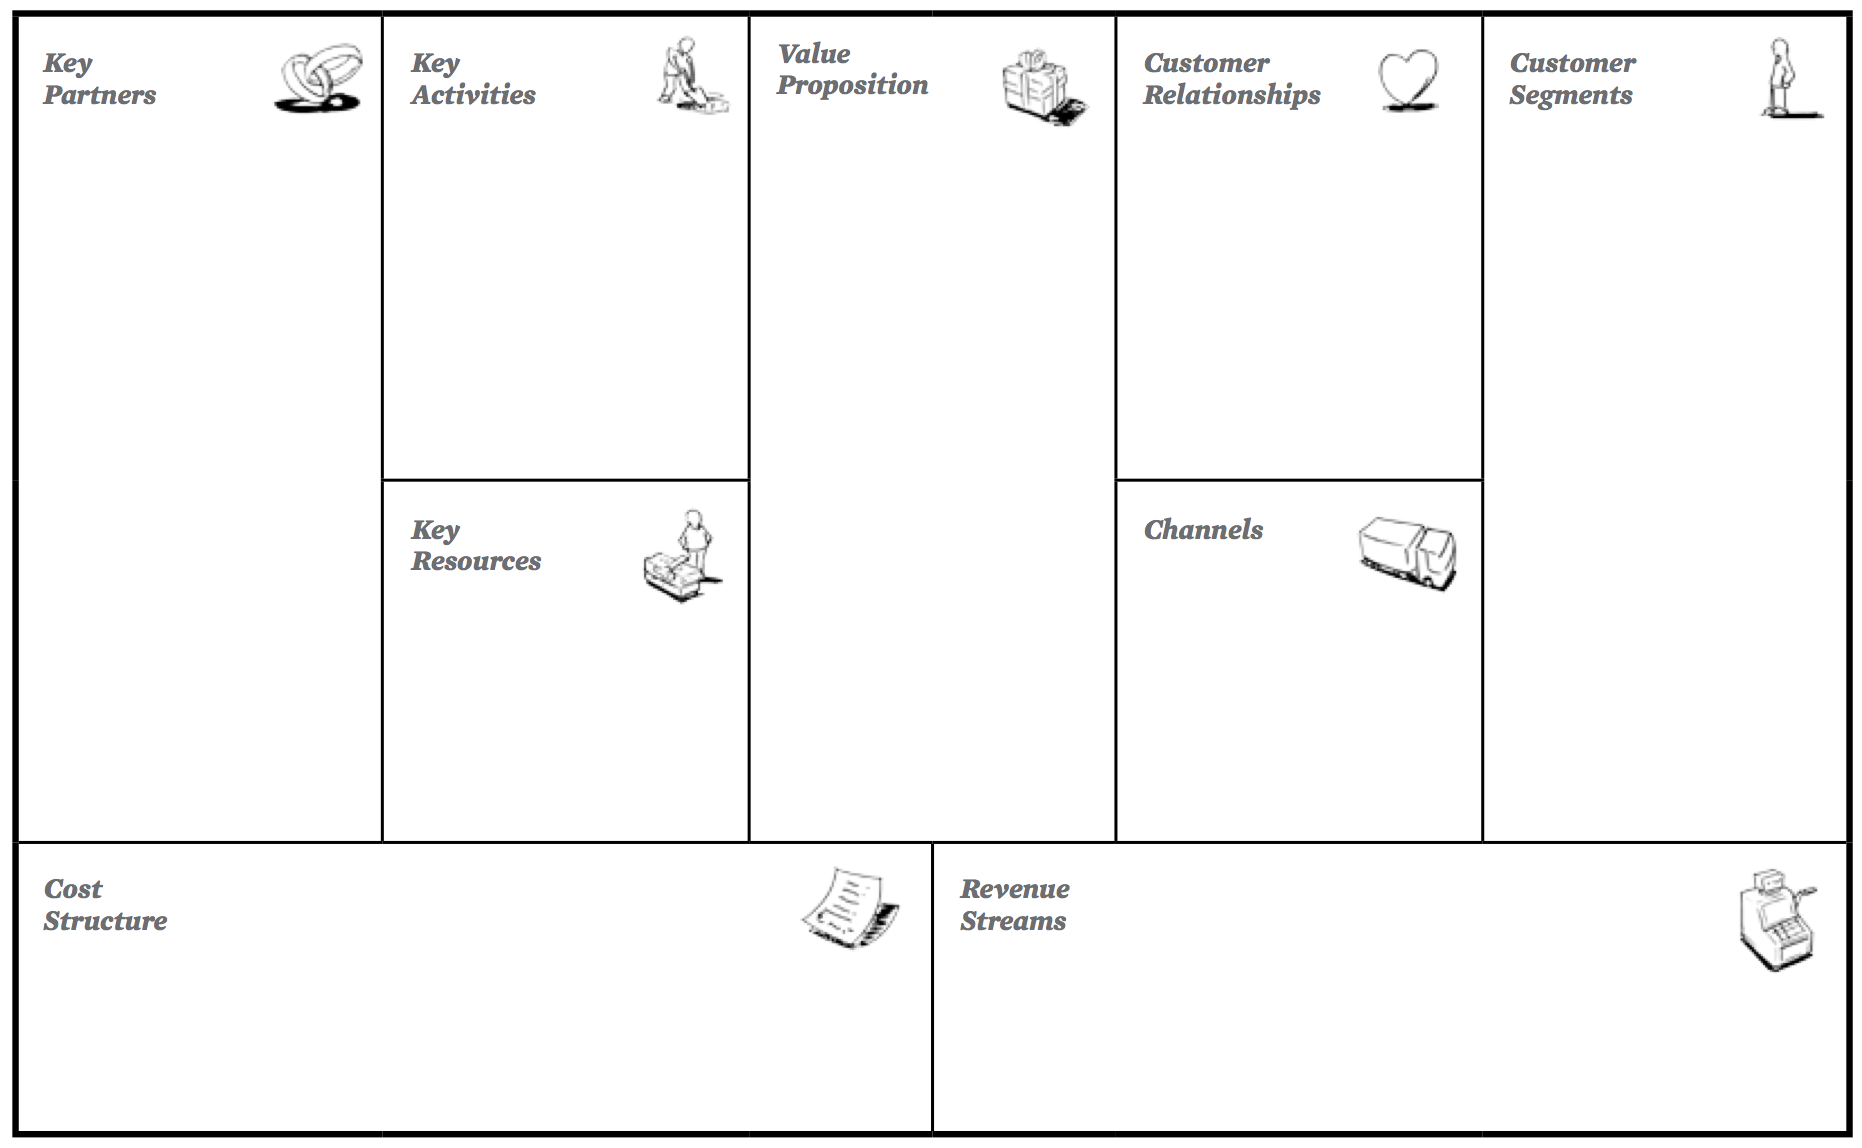 Key
Partners
Key
Activities
Value
Proposition
Customer
Relationships
Customer
Segments
Key
Resources
Channels
Cost
Structure
Revenue
Streams